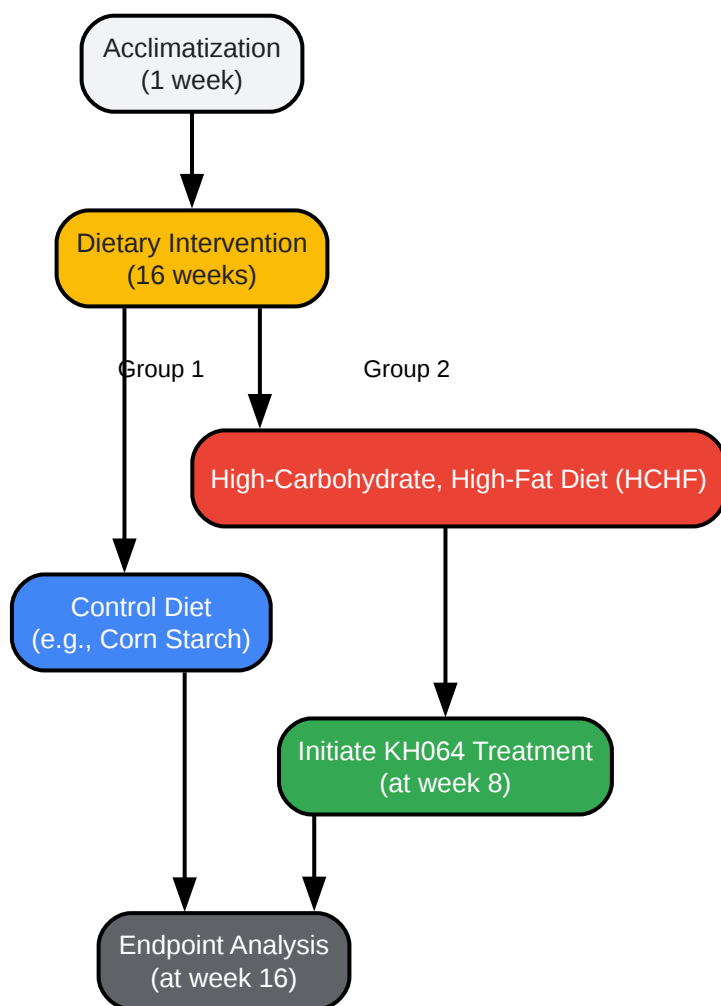 Acclimatization
(1 week)
Dietary Intervention
(16 weeks)
Group 1
Group 2
High-Carbohydrate, High-Fat Diet (HCHF)
Control Diet
(e.g., Corn Starch)
Initiate KH064 Treatment
(at week 8)
Endpoint Analysis
(at week 16)